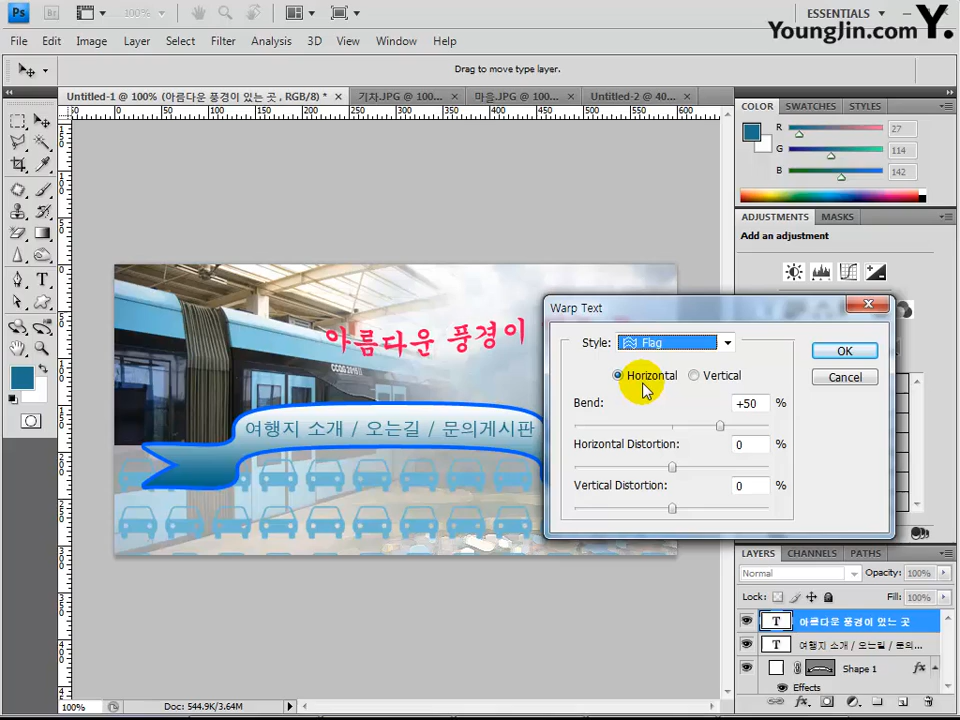 Ps Br 100% ESSENTIALS
YoungJin.com Y.
File Edit Image Layer Select Filter Analysis 3D View Window Help
Drag to move type layer.
Untitled-1 @ 100% (아름다운 풍경이 있는 곳 , RGB/8) * 기차.JPG @ 100... 마을.JPG @ 100... Untitled-2 @ 40...
COLOR SWATCHES STYLES
R 27
G 114
B 142
ADJUSTMENTS MASKS
Add an adjustment
아름다운 풍경이
여행지 소개 / 오는길 / 문의게시판
Warp Text
Style: Flag
OK
Horizontal Vertical
Cancel
Bend: +50 %
Horizontal Distortion: 0 %
Vertical Distortion: 0 %
LAYERS CHANNELS PATHS
Normal Opacity: 100%
Lock: Fill: 100%
T 아름다운 풍경이 있는 곳
T 여행지 소개 / 오는길 / 문의...
Shape 1 fx
Effects
100% Doc: 544.9K/3.64M